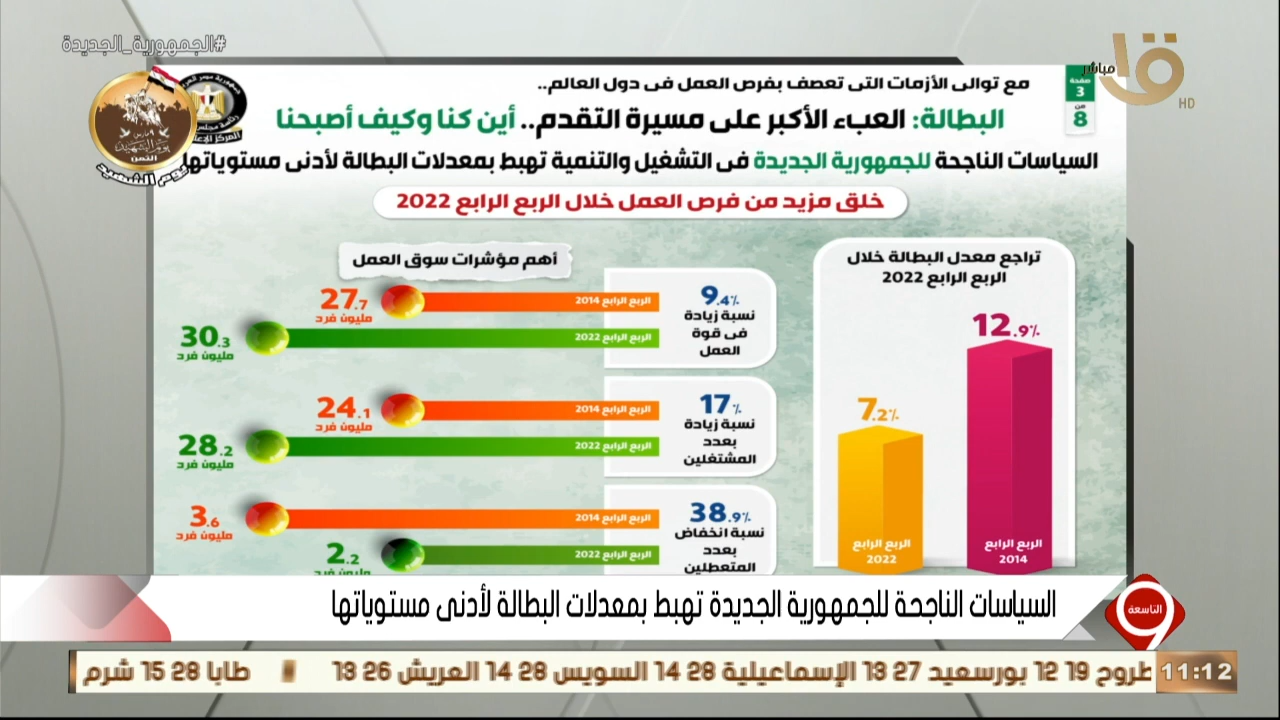 #الجمهورية_الجديدة
مباشر
HD
يوم الشهيد
الثمن
يوم الشهيد
صفحة
3
من
8
مع توالى الأزمات التى تعصف بفرص العمل فى دول العالم..
البطالة: العبء الأكبر على مسيرة التقدم.. أين كنا وكيف أصبحنا
السياسات الناجحة للجمهورية الجديدة فى التشغيل والتنمية تهبط بمعدلات البطالة لأدنى مستوياتها
خلق مزيد من فرص العمل خلال الربع الرابع 2022
تراجع معدل البطالة خلال
الربع الرابع 2022
12.9%
7.2%
الربع الرابع
2014
الربع الرابع
2022
أهم مؤشرات سوق العمل
9.4%
نسبة زيادة
فى قوة
العمل
الربع الرابع 2014
27.7
مليون فرد
الربع الرابع 2022
30.3
مليون فرد
17%
نسبة زيادة
بعدد
المشتغلين
الربع الرابع 2014
24.1
مليون فرد
الربع الرابع 2022
28.2
مليون فرد
38.9%
نسبة انخفاض
بعدد
المتعطلين
الربع الرابع 2014
3.6
مليون فرد
الربع الرابع 2022
2.2
مليون فرد
السياسات الناجحة للجمهورية الجديدة تهبط بمعدلات البطالة لأدنى مستوياتها
التاسعة
11:12
طروح 19 12 بورسعيد 27 13 الإسماعيلية 28 14 السويس 28 14 العريش 26 13
طابا 28 15 شرم